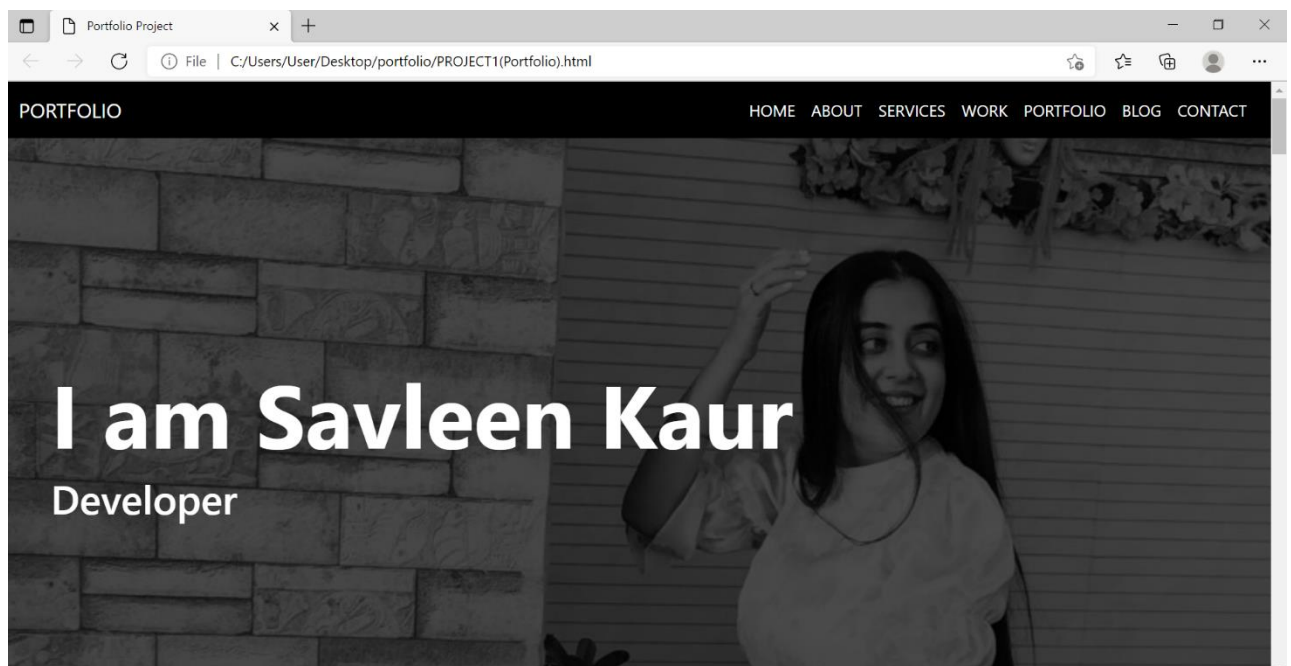 Portfolio Project
File | C:/Users/User/Desktop/portfolio/PROJECT1(Portfolio).html
PORTFOLIO HOME ABOUT SERVICES WORK PORTFOLIO BLOG CONTACT
I am Savleen Kaur
Developer